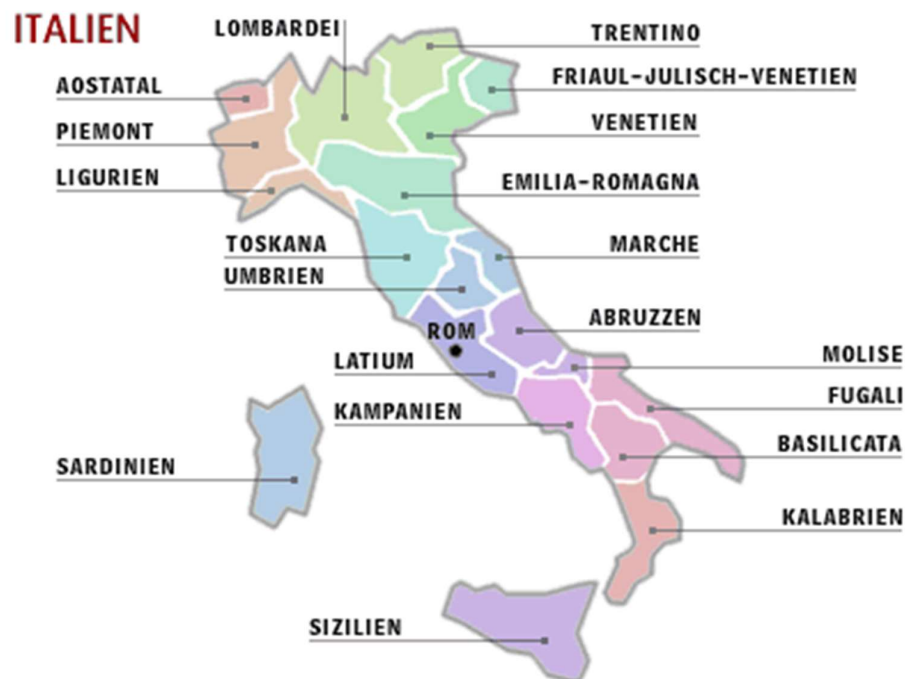 ITALIEN
LOMBARDEI
TRENTINO
AOSTATAL
FRIAUL-JULISCH-VENETIEN
PIEMONT
VENETIEN
LIGURIEN
EMILIA-ROMAGNA
TOSKANA
MARCHE
UMBRIEN
ABRUZZEN
ROM
LATIUM
MOLISE
FUGALI
KAMPANIEN
BASILICATA
SARDINIEN
KALABRIEN
SIZILIEN